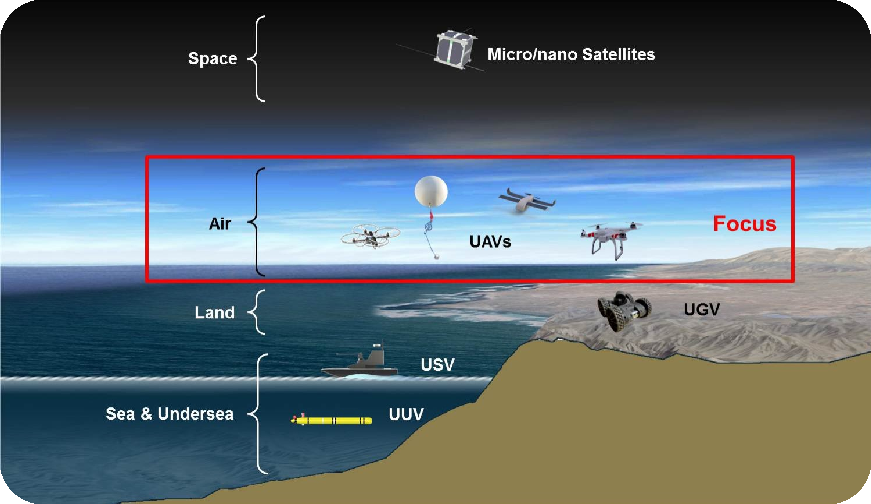 Space
Micro/nano Satellites
Air
UAVs
Focus
Land
UGV
USV
Sea & Undersea
UUV